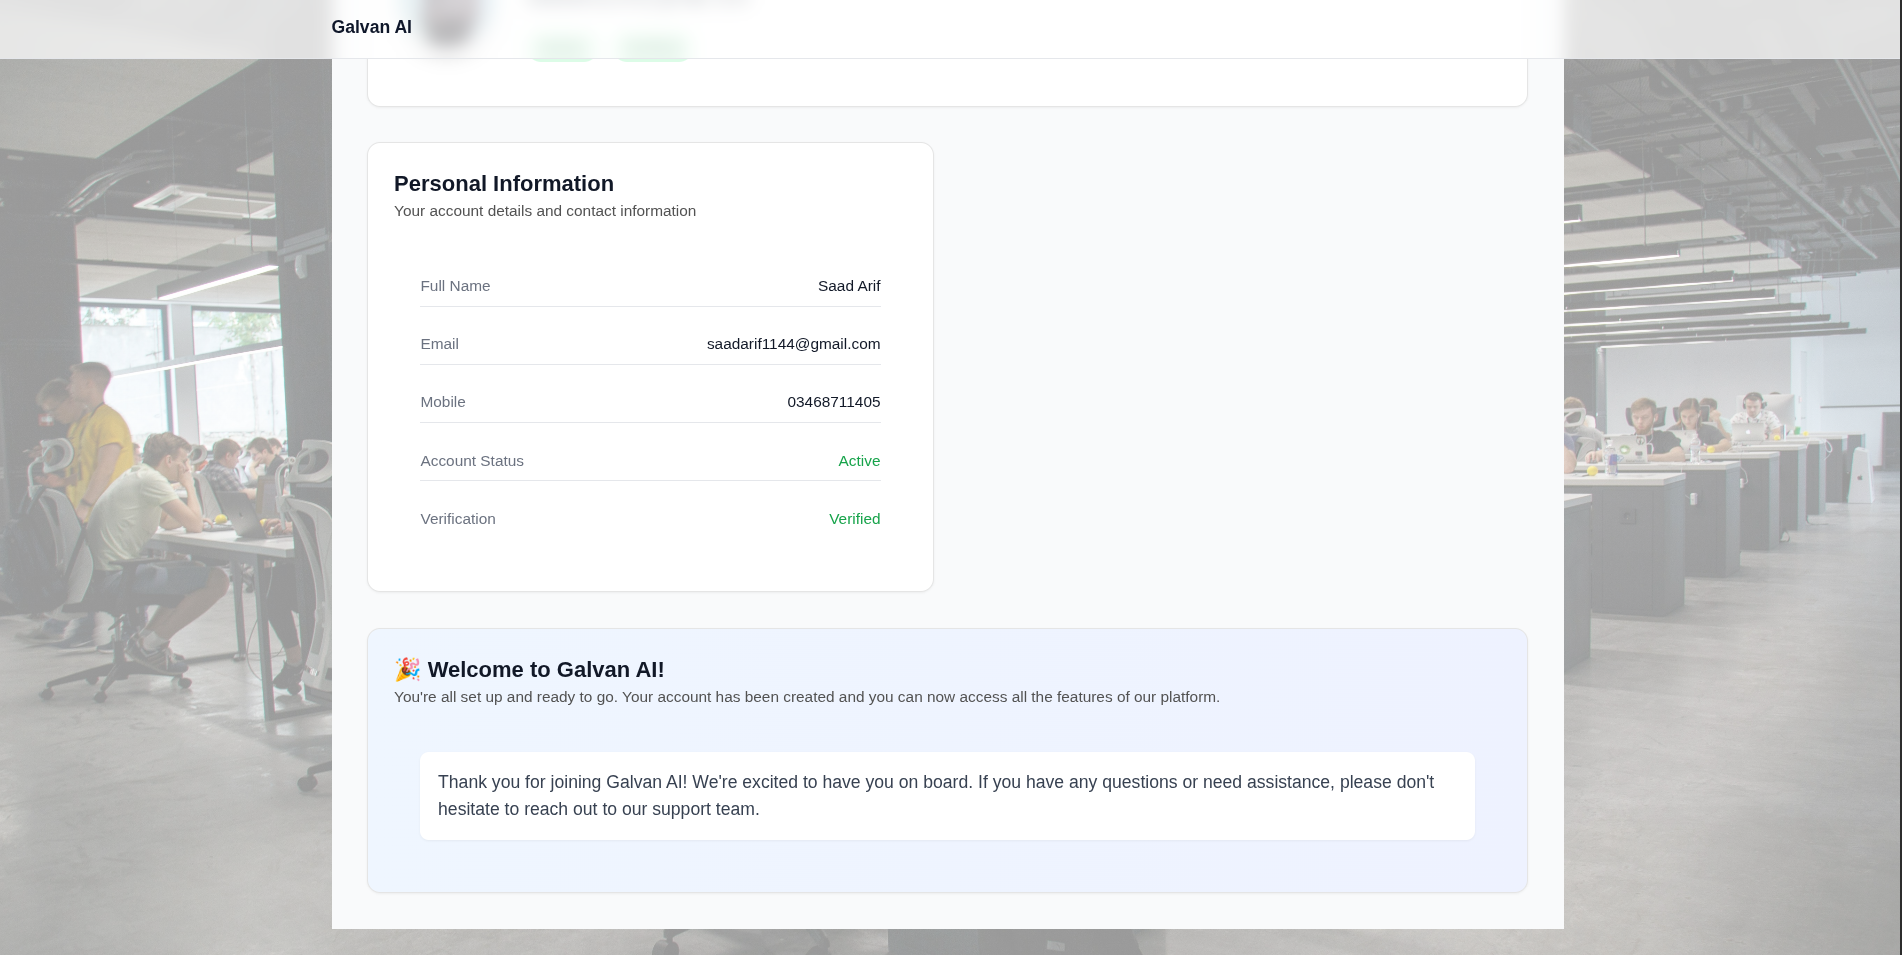 Galvan AI
Personal Information
Your account details and contact information
Full Name
Saad Arif
Email
saadarif1144@gmail.com
Mobile
03468711405
Account Status
Active
Verification
Verified
🎉 Welcome to Galvan AI!
You're all set up and ready to go. Your account has been created and you can now access all the features of our platform.
Thank you for joining Galvan AI! We're excited to have you on board. If you have any questions or need assistance, please don't
hesitate to reach out to our support team.